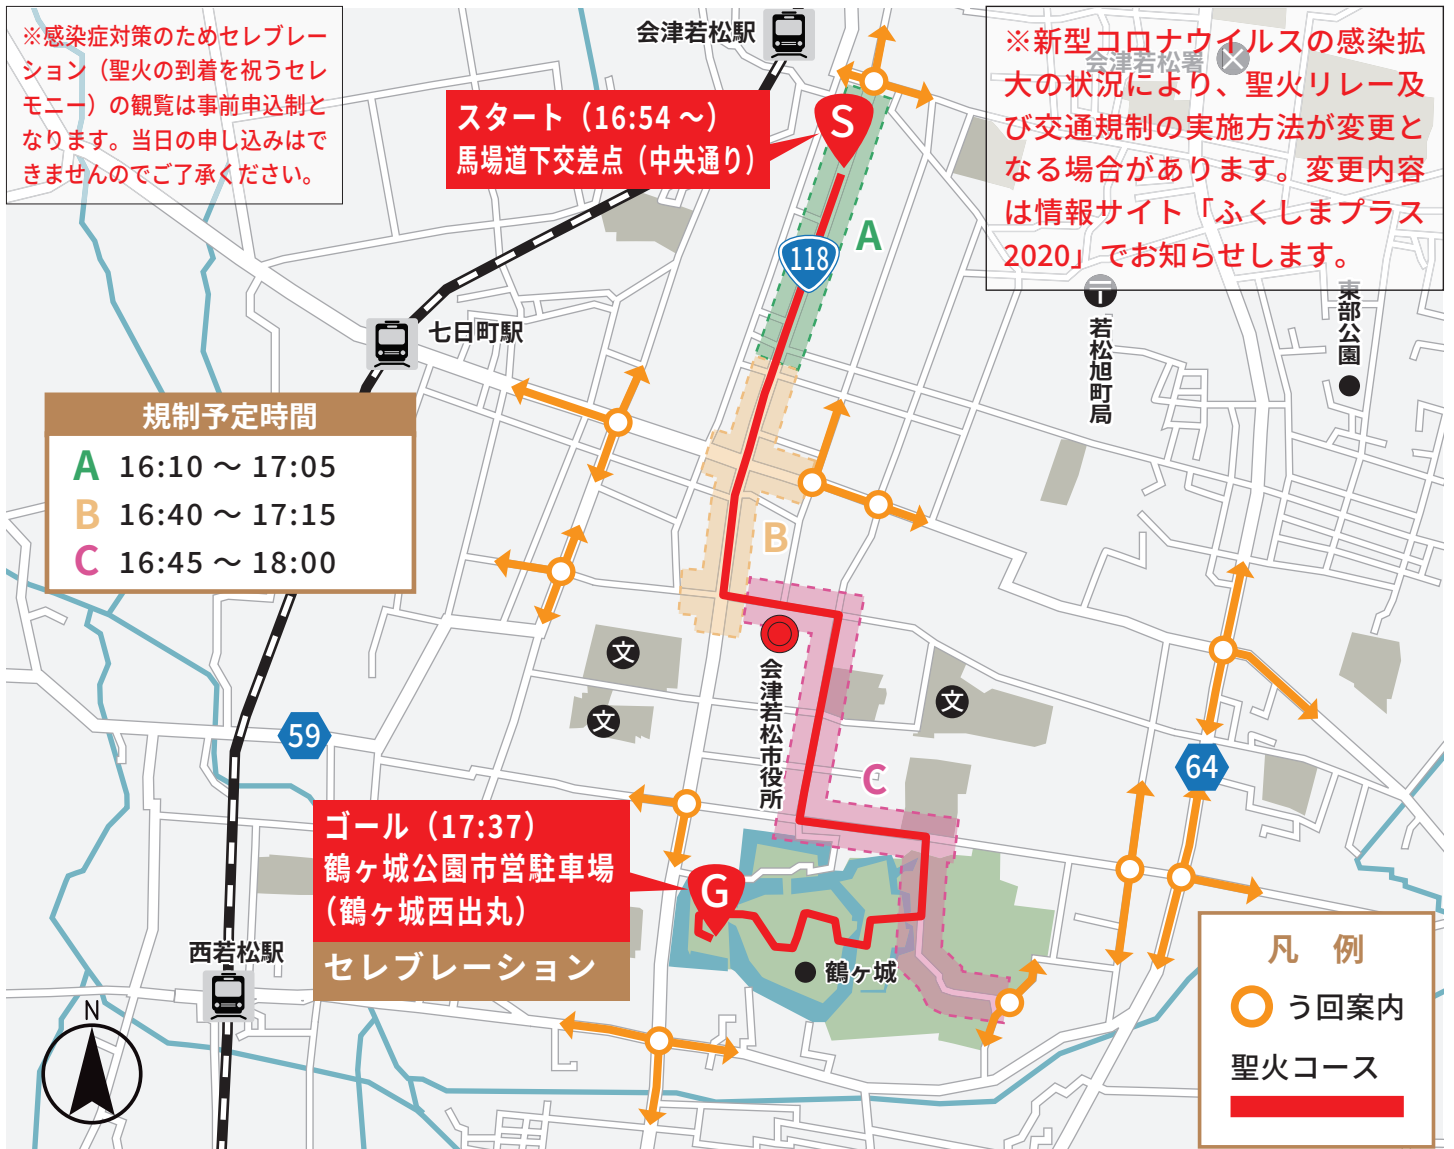 ※感染症対策のためセレブレー
ション（聖火の到着を祝うセレ
モニー）の観覧は事前申込制と
なります。当日の申し込みはで
きませんのでご了承ください。
会津若松駅
会津若松署
※新型コロナウイルスの感染拡
大の状況により、聖火リレー及
び交通規制の実施方法が変更と
なる場合があります。変更内容
は情報サイト「ふくしまプラス
2020」でお知らせします。
スタート（16:54 ～）
馬場道下交差点（中央通り）
S
A
118
七日町駅
若松旭町局
東部公園
規制予定時間
A 16:10 ～ 17:05
B 16:40 ～ 17:15
C 16:45 ～ 18:00
B
文
文
文
会津若松市役所
59
64
C
ゴール（17:37）
鶴ヶ城公園市営駐車場
（鶴ヶ城西出丸）
セレブレーション
G
鶴ヶ城
西若松駅
N
凡 例
う回案内
聖火コース